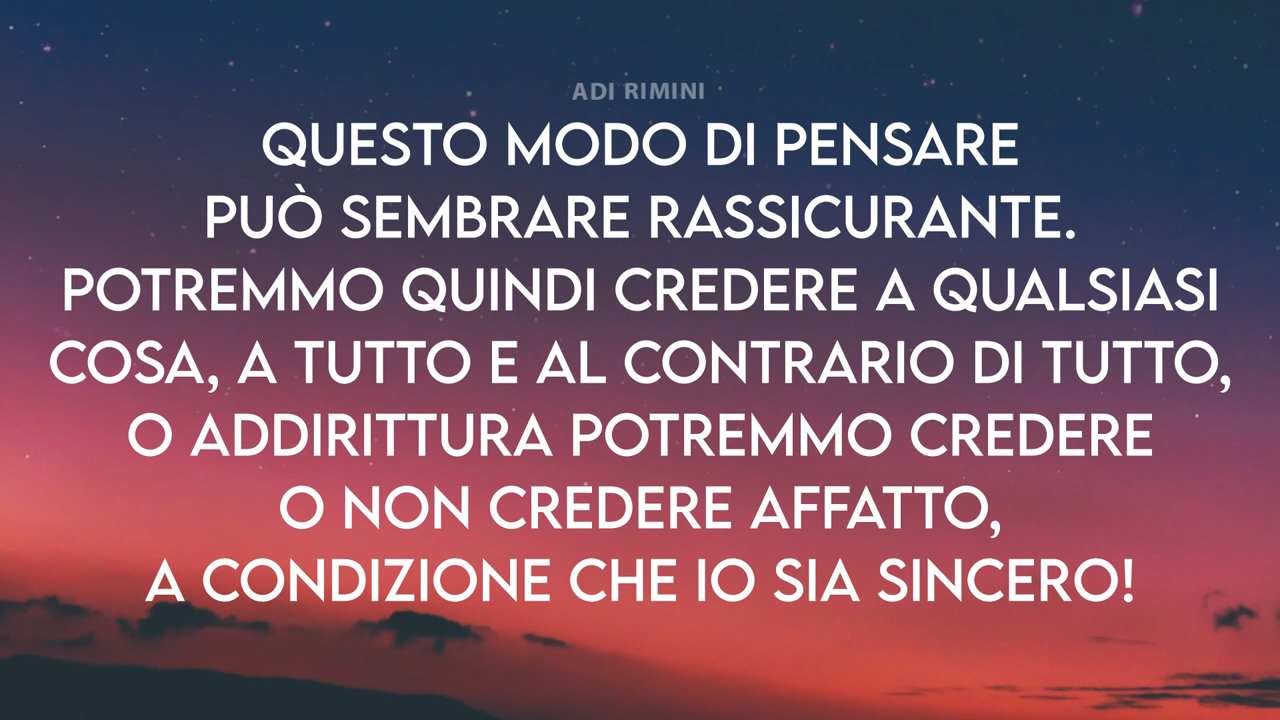 ADI RIMINI
QUESTO MODO DI PENSARE
PUÒ SEMBRARE RASSICURANTE.
POTREMMO QUINDI CREDERE A QUALSIASI
COSA, A TUTTO E AL CONTRARIO DI TUTTO,
O ADDIRITTURA POTREMMO CREDERE
O NON CREDERE AFFATTO,
A CONDIZIONE CHE IO SIA SINCERO!